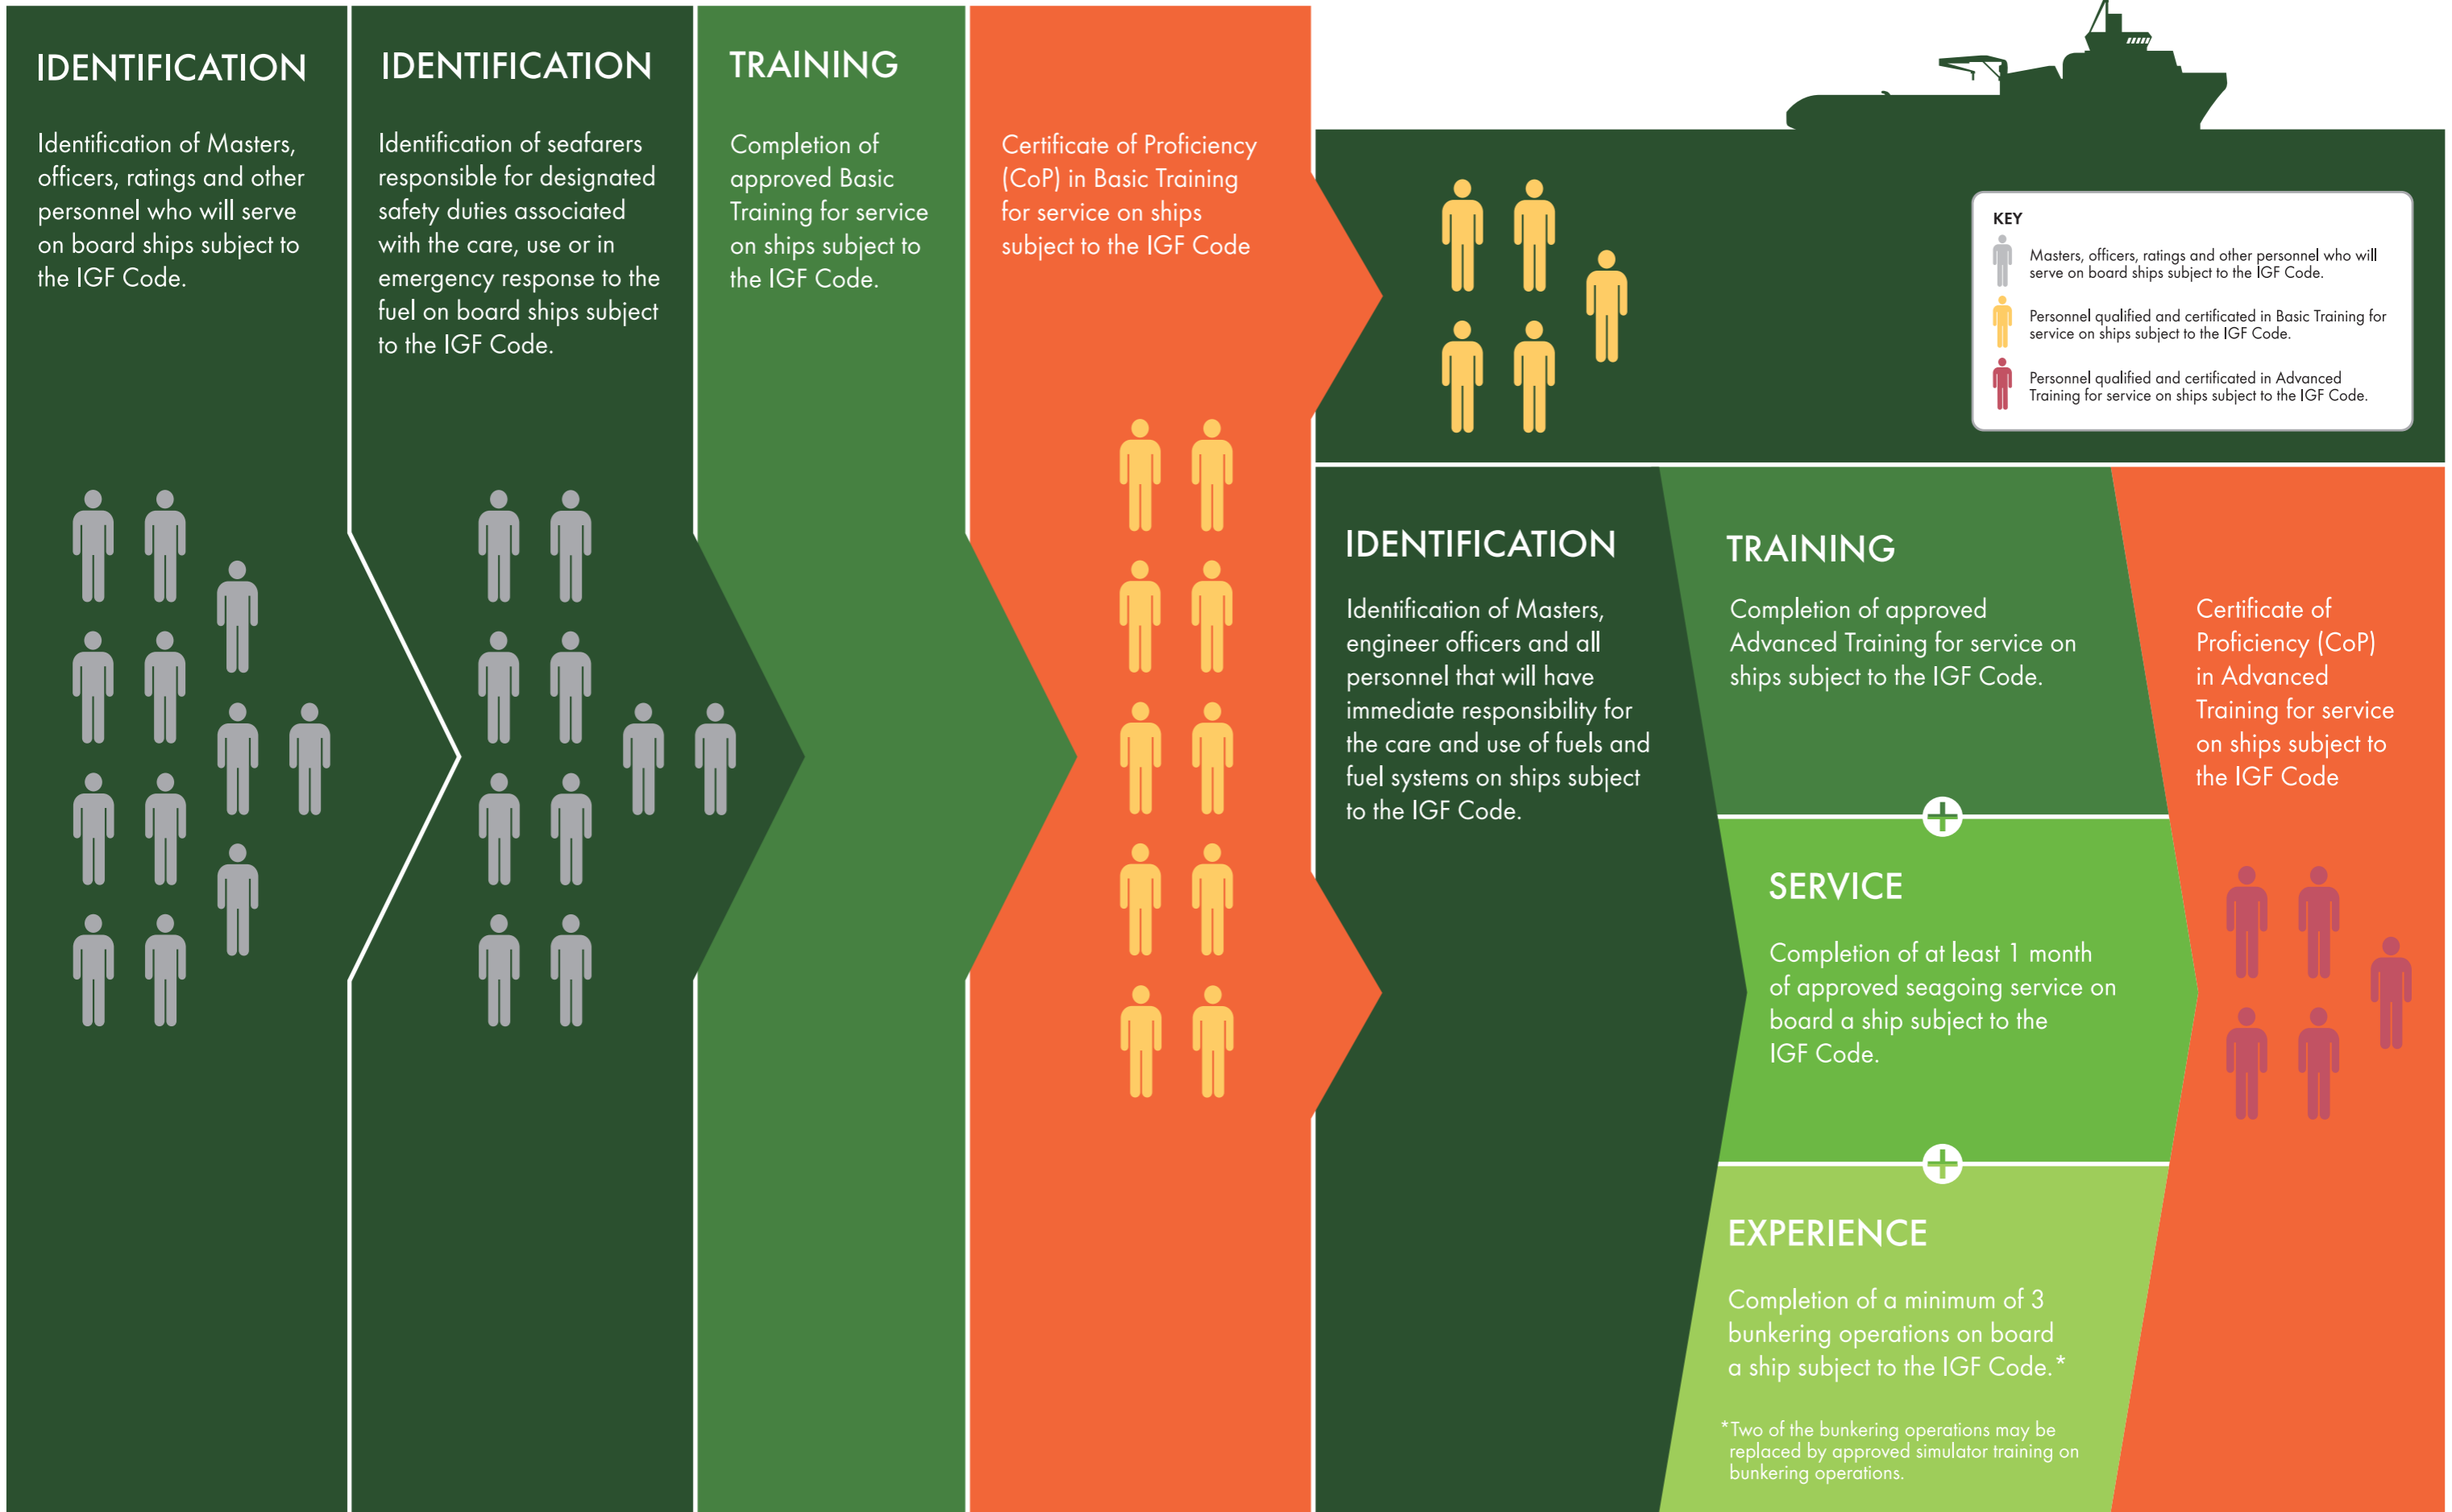 IDENTIFICATION
Identification of Masters,
officers, ratings and other
personnel who will serve
on board ships subject to
the IGF Code.
IDENTIFICATION
Identification of seafarers
responsible for designated
safety duties associated
with the care, use or in
emergency response to the
fuel on board ships subject
to the IGF Code.
TRAINING
Completion of
approved Basic
Training for service
on ships subject to
the IGF Code.
Certificate of Proficiency
(CoP) in Basic Training
for service on ships
subject to the IGF Code
KEY
Masters, officers, ratings and other personnel who will
serve on board ships subject to the IGF Code.
Personnel qualified and certificated in Basic Training for
service on ships subject to the IGF Code.
Personnel qualified and certificated in Advanced
Training for service on ships subject to the IGF Code.
IDENTIFICATION
Identification of Masters,
engineer officers and all
personnel that will have
immediate responsibility for
the care and use of fuels and
fuel systems on ships subject
to the IGF Code.
TRAINING
Completion of approved
Advanced Training for service on
ships subject to the IGF Code.
SERVICE
Completion of at least 1 month
of approved seagoing service on
board a ship subject to the
IGF Code.
EXPERIENCE
Completion of a minimum of 3
bunkering operations on board
a ship subject to the IGF Code.*
*Two of the bunkering operations may be
replaced by approved simulator training on
bunkering operations.
Certificate of
Proficiency (CoP)
in Advanced
Training for service
on ships subject to
the IGF Code